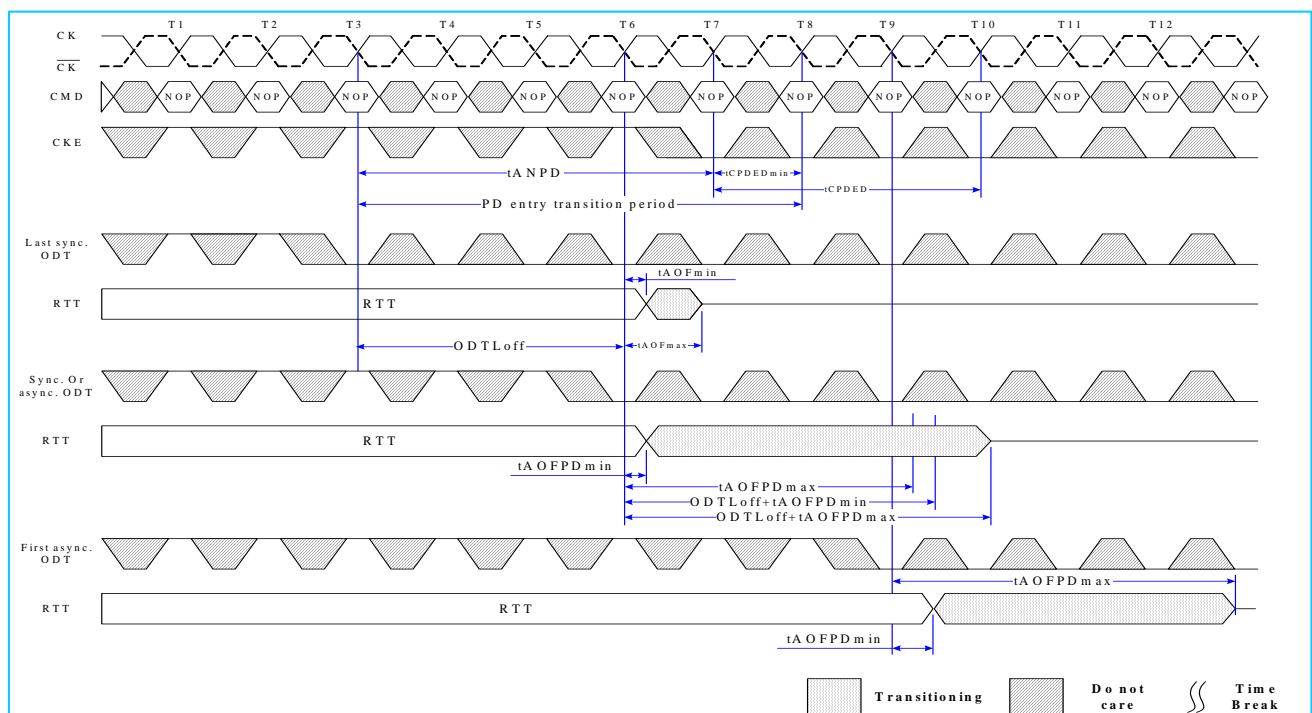 T1 T2 T3 T4 T5 T6 T7 T8 T9 T10 T11 T12
CK
CK
CMD NOP NOP NOP NOP NOP NOP NOP NOP NOP NOP NOP NOP NOP
CKE
tANPD tCPDEDmin
tCPDED
PD entry transition period
Last sync.
ODT
tAOFmin
RTT RTT
ODTLoff tAOFmax
Sync. Or
async. ODT
RTT RTT
tAOFPDmin
tAOFPDmax
ODTLoff+tAOFPDmin
ODTLoff+tAOFPDmax
First async.
ODT
tAOFPDmax
RTT RTT
tAOFPDmin
Transitioning Do not Time
care Break